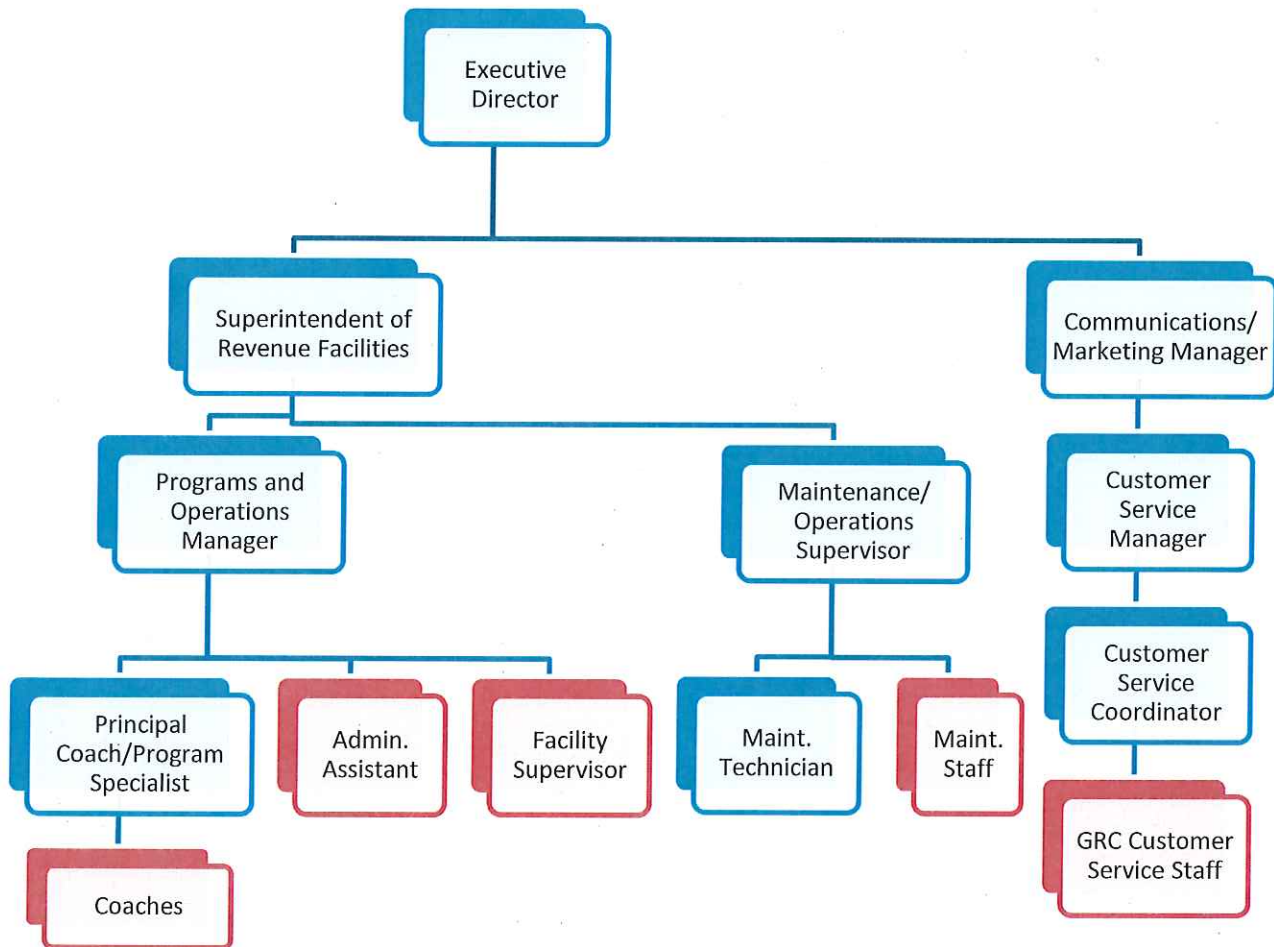 Executive
Director
Superintendent of
Revenue Facilities
Communications/
Marketing Manager
Programs and
Operations
Manager
Maintenance/
Operations
Supervisor
Customer
Service
Manager
Principal
Coach/Program
Specialist
Admin.
Assistant
Facility
Supervisor
Maint.
Technician
Maint.
Staff
Customer
Service
Coordinator
Coaches
GRC Customer
Service Staff